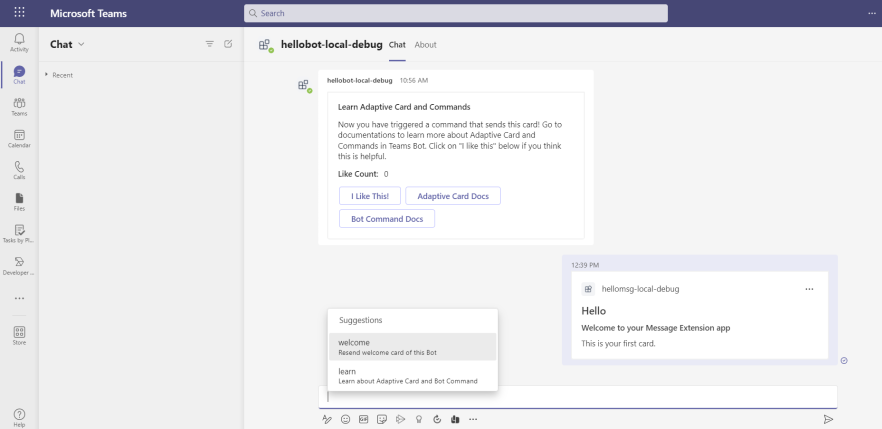 Microsoft Teams
Search
Activity
Chat
Teams
Calendar
Calls
Files
Tasks by Pl...
Developer ...
Store
Help
Chat
Recent
hellobot-local-debug Chat About
hellobot-local-debug 10:56 AM
Learn Adaptive Card and Commands
Now you have triggered a command that sends this card! Go to
documentations to learn more about Adaptive Card and
Commands in Teams Bot. Click on "I like this" below if you think
this is helpful.
Like Count: 0
I Like This! Adaptive Card Docs
Bot Command Docs
12:39 PM
hellomsg-local-debug
Hello
Welcome to your Message Extension app
This is your first card.
Suggestions
welcome
Resend welcome card of this Bot
learn
Learn about Adaptive Card and Bot Command
GIF